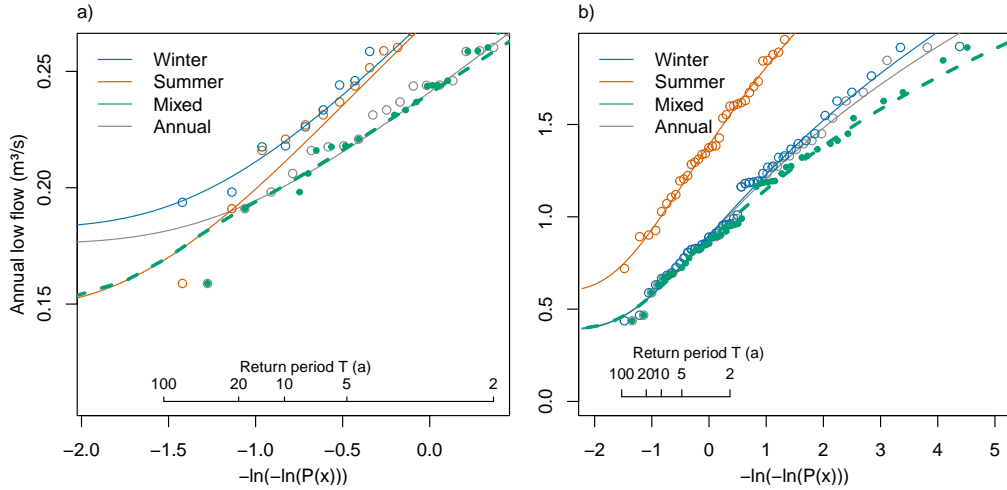 a)
Annual low flow (m³/s)
0.25
0.20
0.15
Winter
Summer
Mixed
Annual
Return period T (a)
100
20
10
5
2
−2.0
−1.5
−1.0
−0.5
0.0
−ln(−ln(P(x)))
b)
1.5
1.0
0.5
0.0
Winter
Summer
Mixed
Annual
Return period T (a)
100
20
10
5
2
−2
−1
0
1
2
3
4
5
−ln(−ln(P(x)))